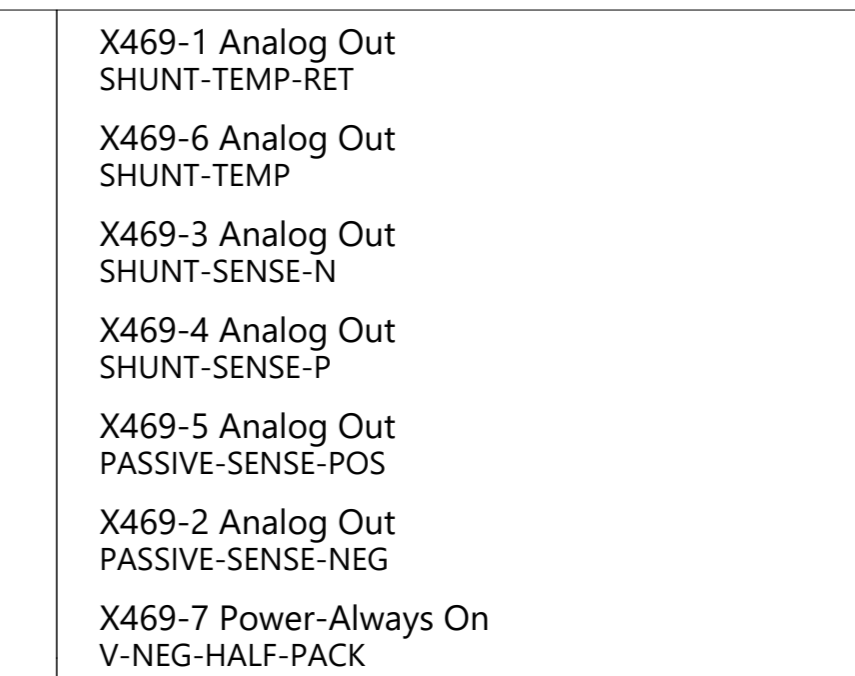 X469-1 Analog Out
SHUNT-TEMP-RET
X469-6 Analog Out
SHUNT-TEMP
X469-3 Analog Out
SHUNT-SENSE-N
X469-4 Analog Out
SHUNT-SENSE-P
X469-5 Analog Out
PASSIVE-SENSE-POS
X469-2 Analog Out
PASSIVE-SENSE-NEG
X469-7 Power-Always On
V-NEG-HALF-PACK